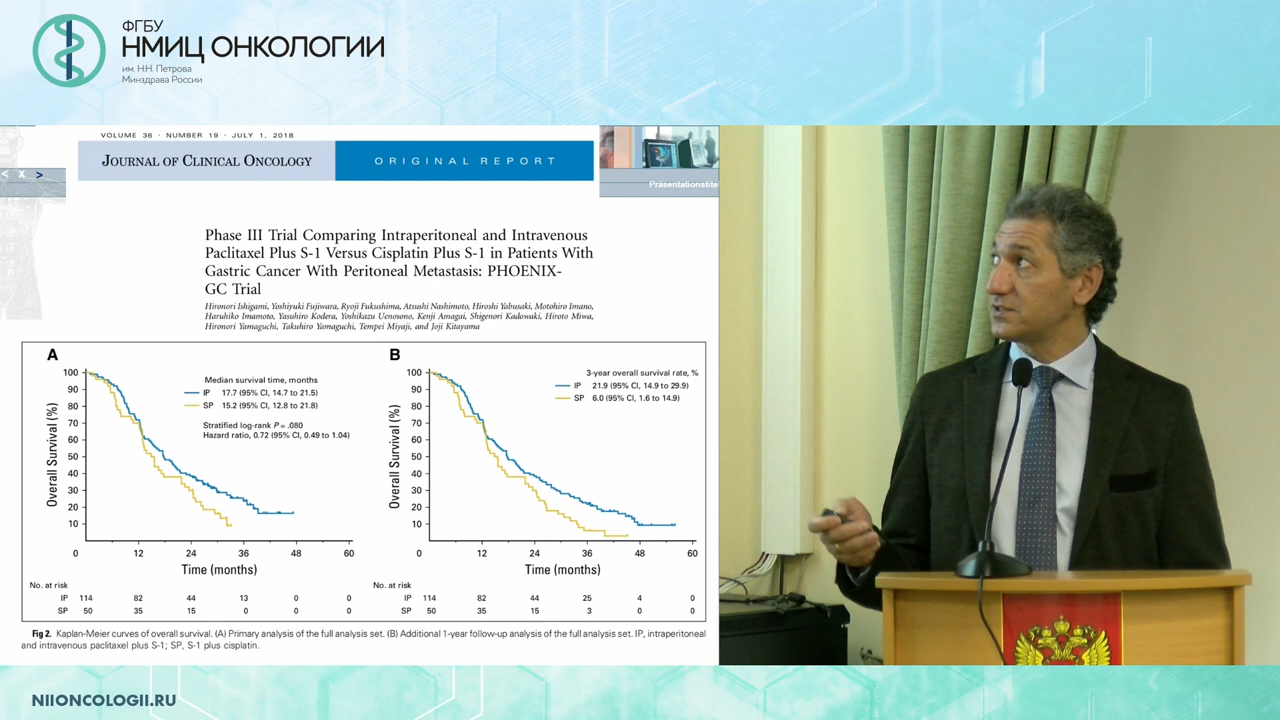 ФГБУ
НМИЦ ОНКОЛОГИИ
им. Н.Н. Петрова
Минздрава России
VOLUME 36 · NUMBER 19 · JULY 1, 2018
JOURNAL OF CLINICAL ONCOLOGY
ORIGINAL REPORT
< X >
Präsentationstite
Phase III Trial Comparing Intraperitoneal and Intravenous
Paclitaxel Plus S-1 Versus Cisplatin Plus S-1 in Patients With
Gastric Cancer With Peritoneal Metastasis: PHOENIX-
GC Trial
Hironori Ishigami, Yoshiyuki Fujiwara, Ryoji Fukushima, Atsushi Nashimoto, Hiroshi Yabusaki, Motohiro Imano,
Haruhiko Imamoto, Yasuhiro Kodera, Yoshikazu Uenosono, Kenji Amagai, Shigenori Kadowaki, Hiroto Miwa,
Hironori Yamaguchi, Takuhiro Yamaguchi, Tempei Miyaji, and Joji Kitayama
A
Overall Survival (%)
100
90
80
70
60
50
40
30
20
10
Median survival time, months
IP 17.7 (95% CI, 14.7 to 21.5)
SP 15.2 (95% CI, 12.8 to 21.8)
Stratified log-rank P = .080
Hazard ratio, 0.72 (95% CI, 0.49 to 1.04)
0 12 24 36 48 60
Time (months)
No. at risk
IP 114 82 44 13 0 0
SP 50 35 15 0 0 0
B
Overall Survival (%)
100
90
80
70
60
50
40
30
20
10
3-year overall survival rate, %
IP 21.9 (95% CI, 14.9 to 29.9)
SP 6.0 (95% CI, 1.6 to 14.9)
0 12 24 36 48 60
Time (months)
No. at risk
IP 114 82 44 25 4 0
SP 50 35 15 3 0 0
Fig 2. Kaplan-Meier curves of overall survival. (A) Primary analysis of the full analysis set. (B) Additional 1-year follow-up analysis of the full analysis set. IP, intraperitoneal
and intravenous paclitaxel plus S-1; SP, S-1 plus cisplatin.
NIIONCOLOGII.RU